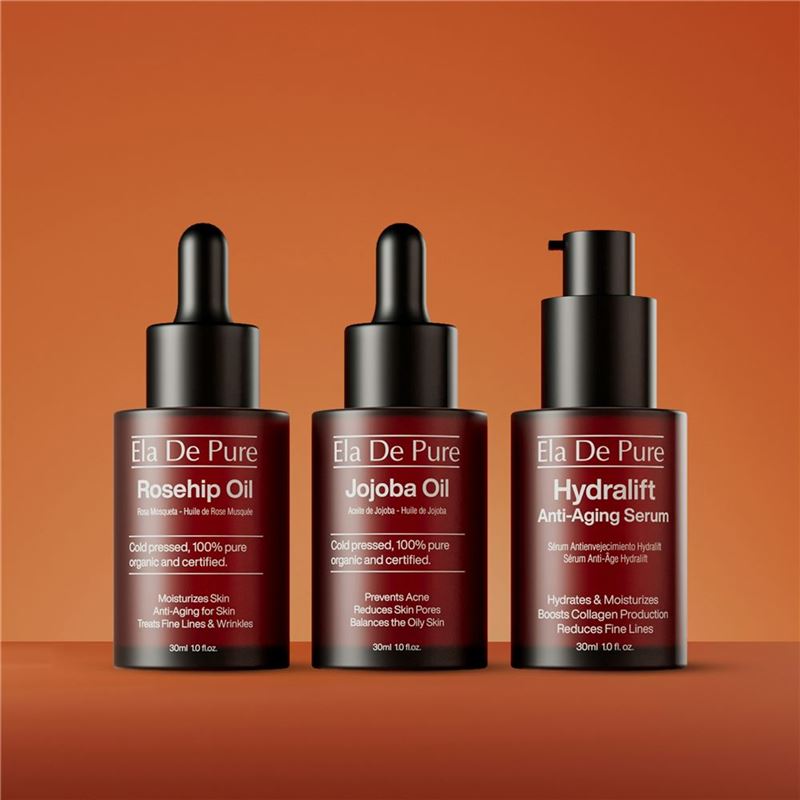 Ela De Pure
Rosehip Oil
Rosa Mosqueta - Huile de Rose Musquée
Cold pressed, 100% pure
organic and certified.
Moisturizes Skin
Anti-Aging for Skin
Treats Fine Lines & Wrinkles
30ml 1.0 fl.oz.
Ela De Pure
Jojoba Oil
Aceite de Jojoba - Huile de Jojoba
Cold pressed, 100% pure
organic and certified.
Prevents Acne
Reduces Skin Pores
Balances the Oily Skin
30ml 1.0 fl.oz.
Ela De Pure
Hydralift
Anti-Aging Serum
Sérum Antienvejecimiento Hydralift
Sérum Anti-Âge Hydralift
Hydrates & Moisturizes
Boosts Collagen Production
Reduces Fine Lines
30ml 1.0 fl. oz.